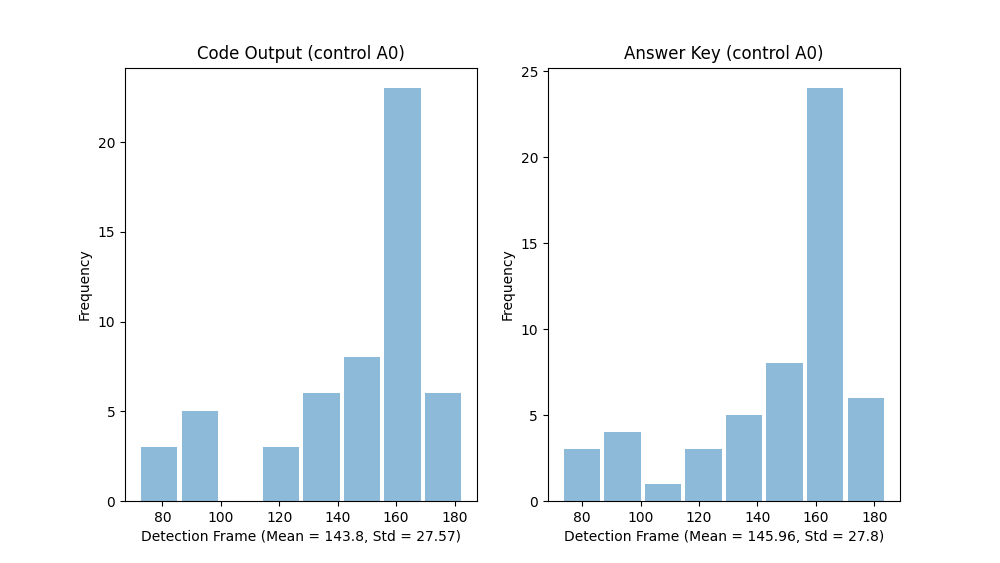 Code Output (control A0)
Frequency
20
15
10
5
0
80 100 120 140 160 180
Detection Frame (Mean = 143.8, Std = 27.57)
Answer Key (control A0)
Frequency
25
20
15
10
5
0
80 100 120 140 160 180
Detection Frame (Mean = 145.96, Std = 27.8)